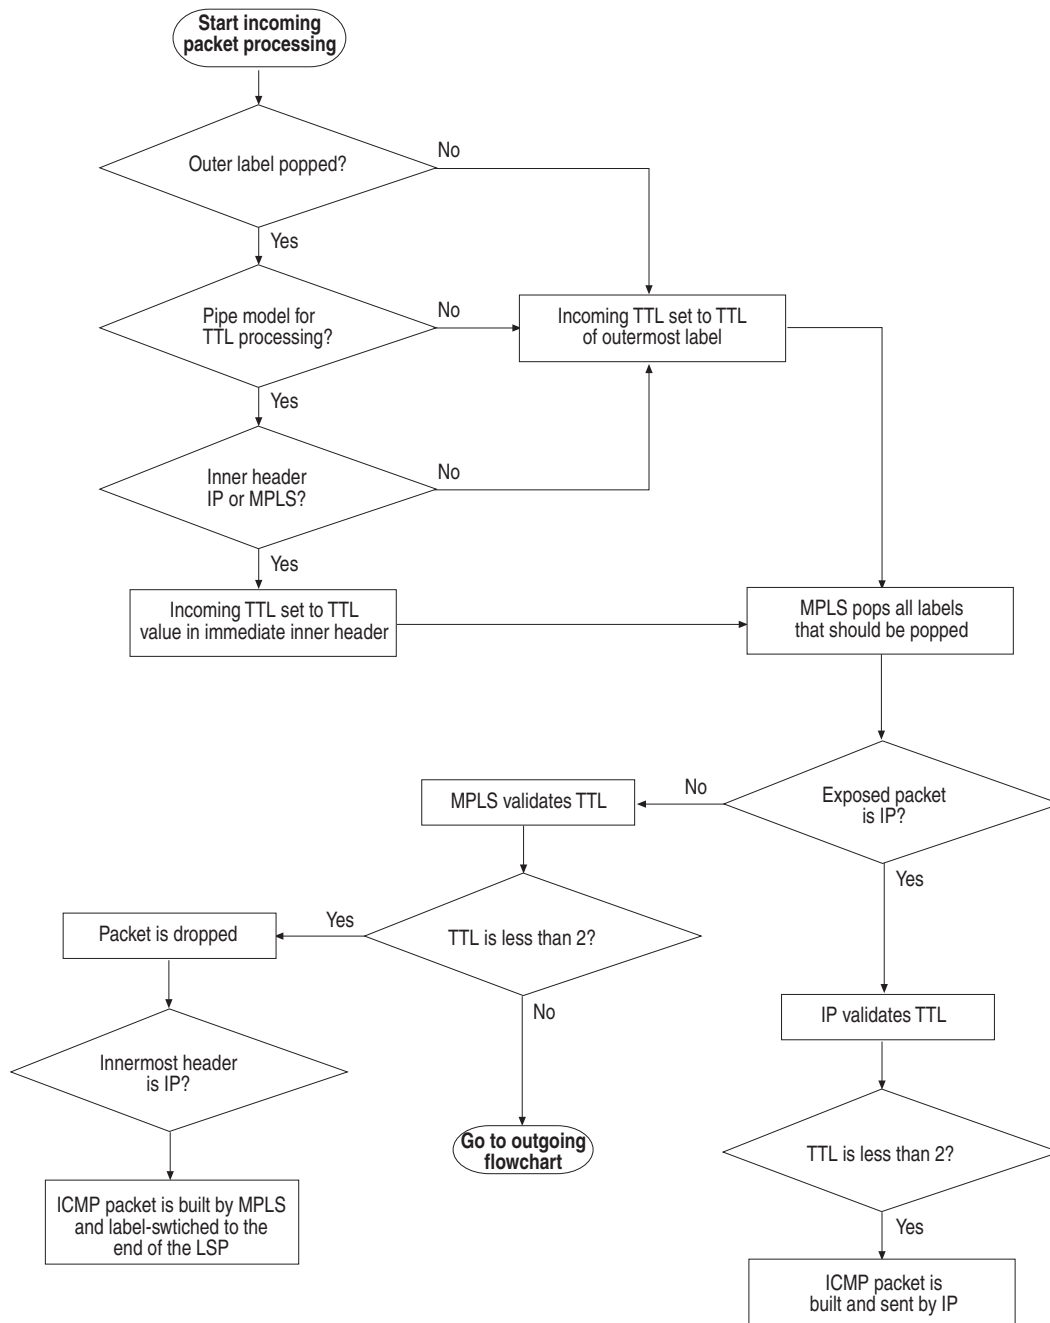 Start incoming
packet processing
Outer label popped?
No
Yes
Pipe model for
TTL processing?
No
Incoming TTL set to TTL
of outermost label
Yes
Inner header
IP or MPLS?
No
Yes
Incoming TTL set to TTL
value in immediate inner header
MPLS pops all labels
that should be popped
Exposed packet
is IP?
No
MPLS validates TTL
Yes
TTL is less than 2?
Yes
Packet is dropped
No
IP validates TTL
Innermost header
is IP?
Go to outgoing
flowchart
TTL is less than 2?
ICMP packet is built by MPLS
and label-swtiched to the
end of the LSP
Yes
ICMP packet is
built and sent by IP